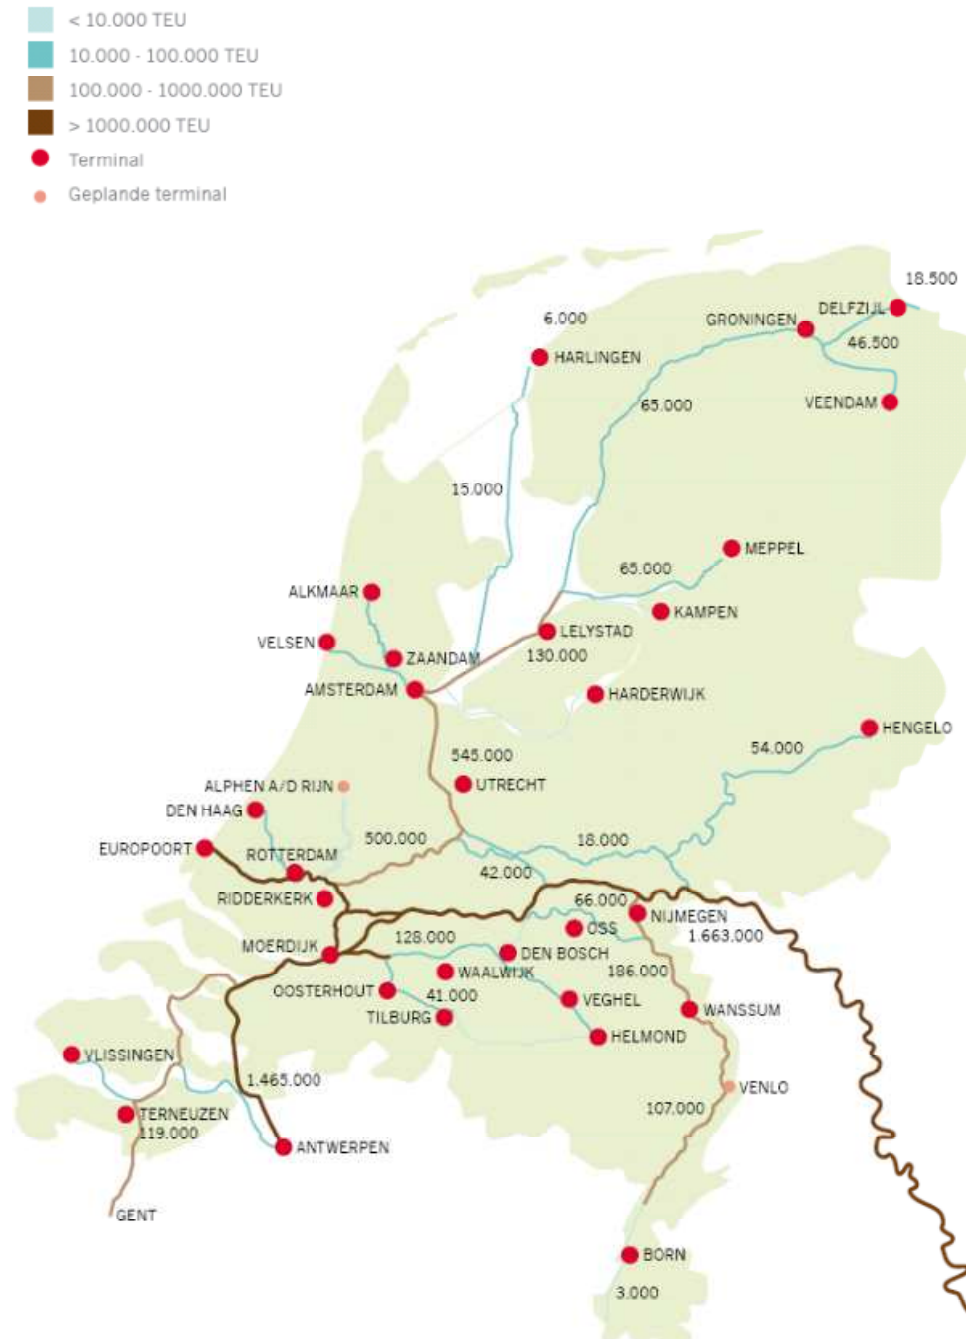 < 10.000 TEU
10.000 - 100.000 TEU
100.000 - 1000.000 TEU
> 1000.000 TEU
Terminal
Geplande terminal
18.500
DELFZIJL
6.000
GRONINGEN
46.500
HARLINGEN
VEENDAM
65.000
15.000
MEPPEL
65.000
ALKMAAR
KAMPEN
LELYSTAD
VELSEN
130.000
ZAANDAM
AMSTERDAM
HARDERWIJK
HENGELO
54.000
545.000
UTRECHT
ALPHEN A/D RIJN
DEN HAAG
500.000
18.000
EUROPOORT
ROTTERDAM
42.000
RIDDERKERK
66.000
NIJMEGEN
OSS
1.663.000
128.000
MOERDIJK
DEN BOSCH
WAALWIJK
186.000
OOSTERHOUT
41.000
VEGHEL
TILBURG
WANSSUM
HELMOND
VLISSINGEN
1.465.000
VENLO
107.000
TERNEUZEN
119.000
ANTWERPEN
GENT
BORN
3.000